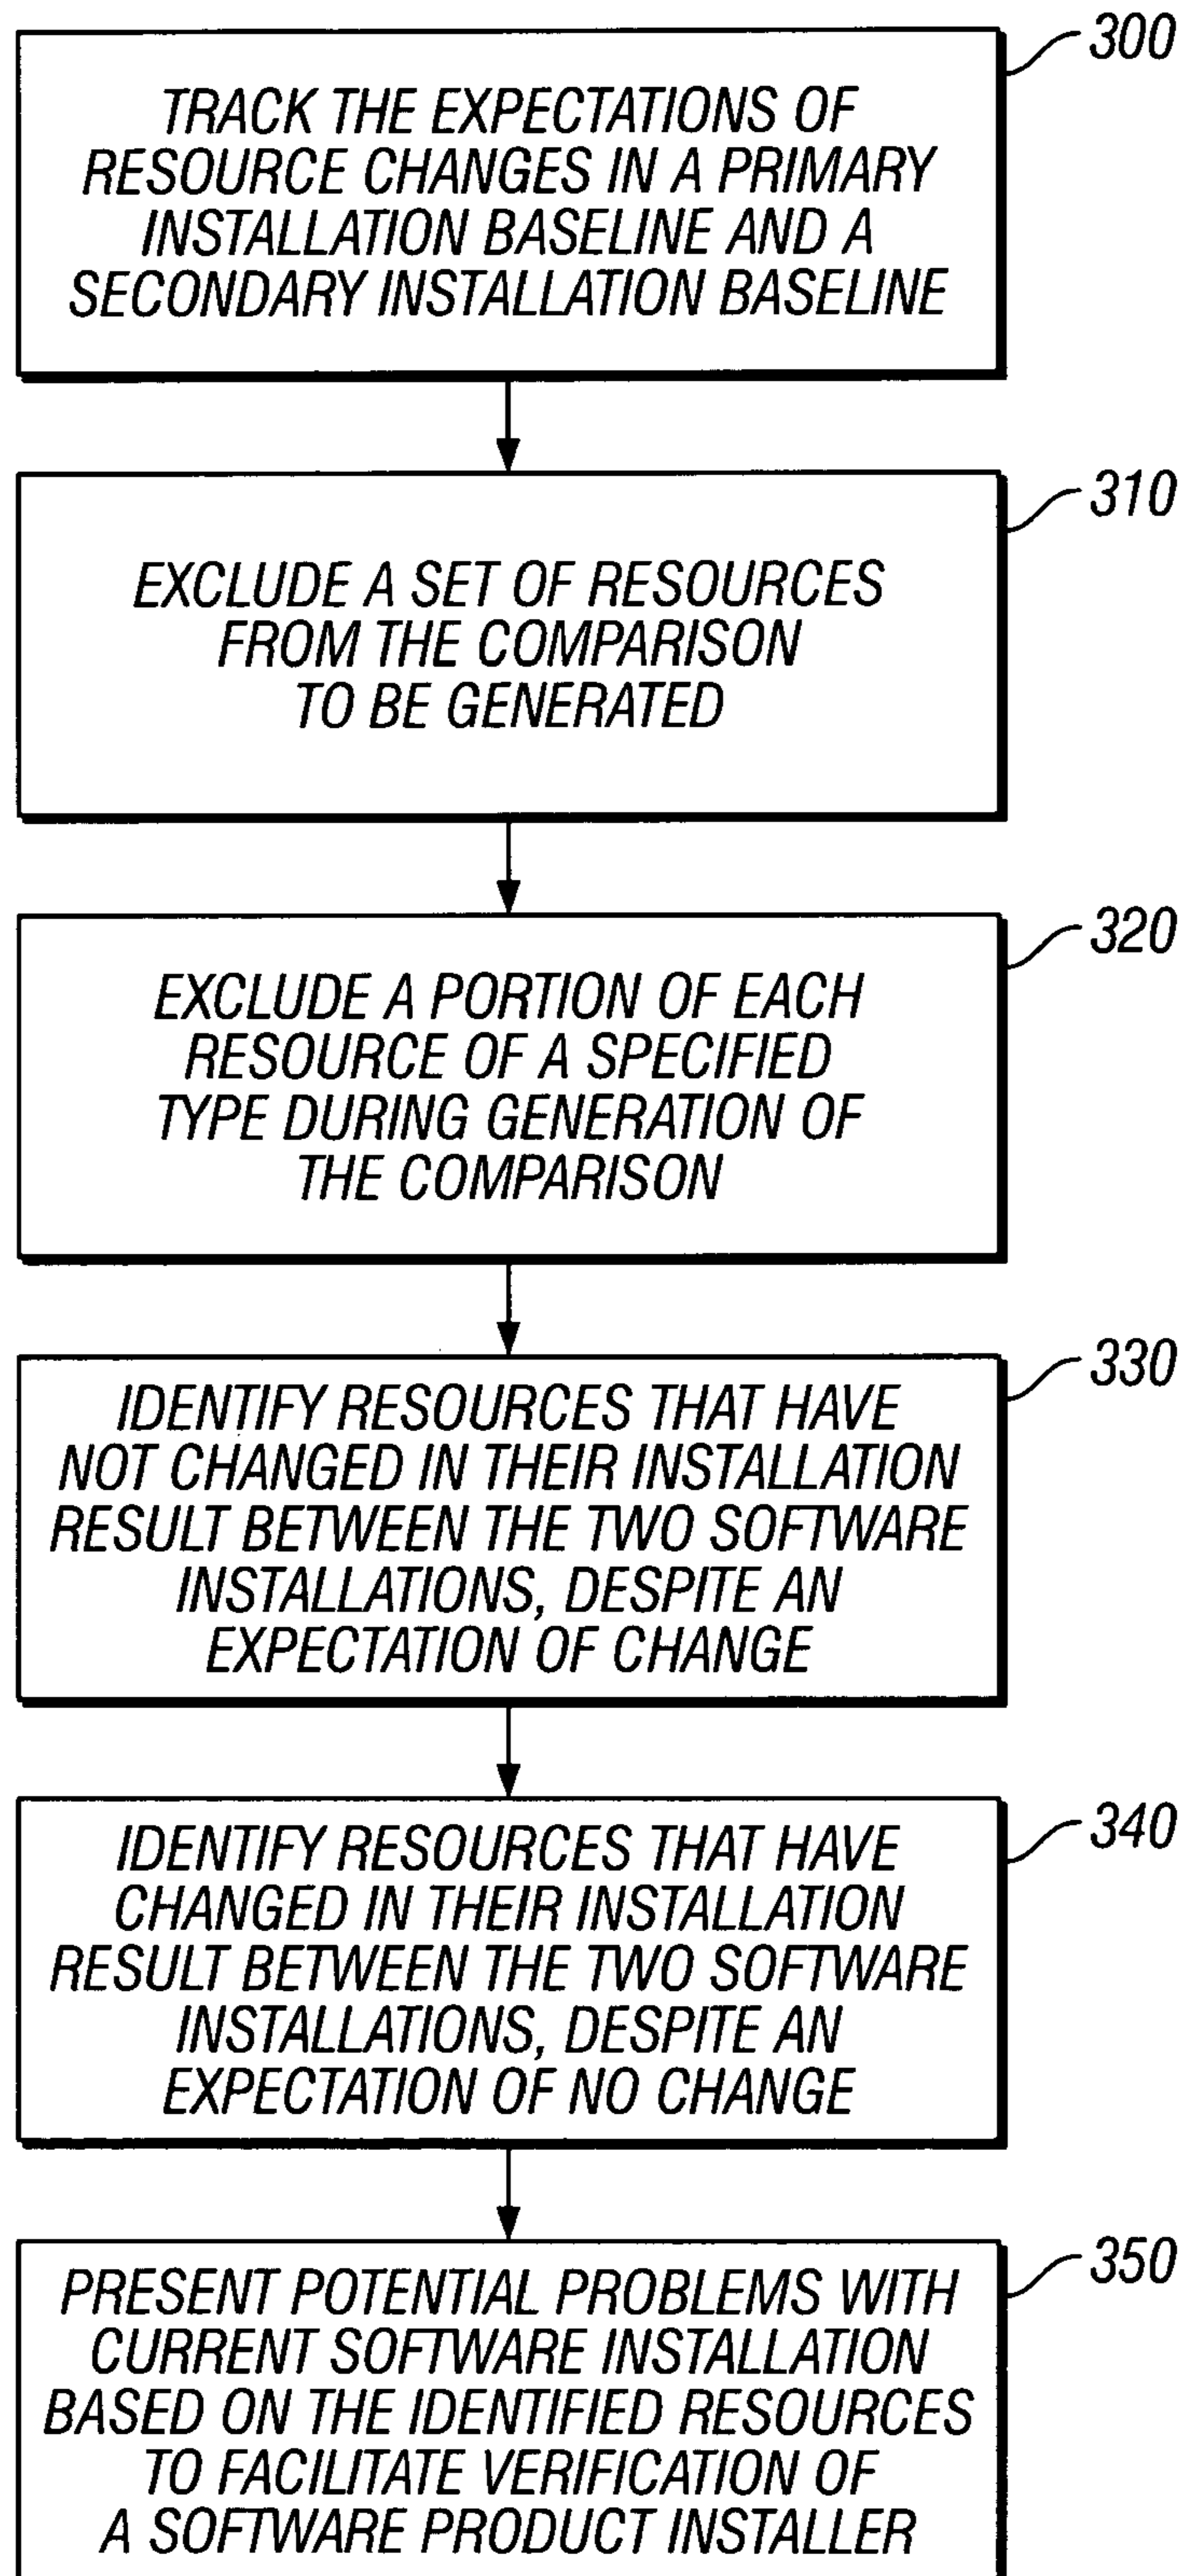 300
TRACK THE EXPECTATIONS OF
RESOURCE CHANGES IN A PRIMARY
INSTALLATION BASELINE AND A
SECONDARY INSTALLATION BASELINE
310
EXCLUDE A SET OF RESOURCES
FROM THE COMPARISON
TO BE GENERATED
320
EXCLUDE A PORTION OF EACH
RESOURCE OF A SPECIFIED
TYPE DURING GENERATION OF
THE COMPARISON
330
IDENTIFY RESOURCES THAT HAVE
NOT CHANGED IN THEIR INSTALLATION
RESULT BETWEEN THE TWO SOFTWARE
INSTALLATIONS, DESPITE AN
EXPECTATION OF CHANGE
340
IDENTIFY RESOURCES THAT HAVE
CHANGED IN THEIR INSTALLATION
RESULT BETWEEN THE TWO SOFTWARE
INSTALLATIONS, DESPITE AN
EXPECTATION OF NO CHANGE
350
PRESENT POTENTIAL PROBLEMS WITH
CURRENT SOFTWARE INSTALLATION
BASED ON THE IDENTIFIED RESOURCES
TO FACILITATE VERIFICATION OF
A SOFTWARE PRODUCT INSTALLER